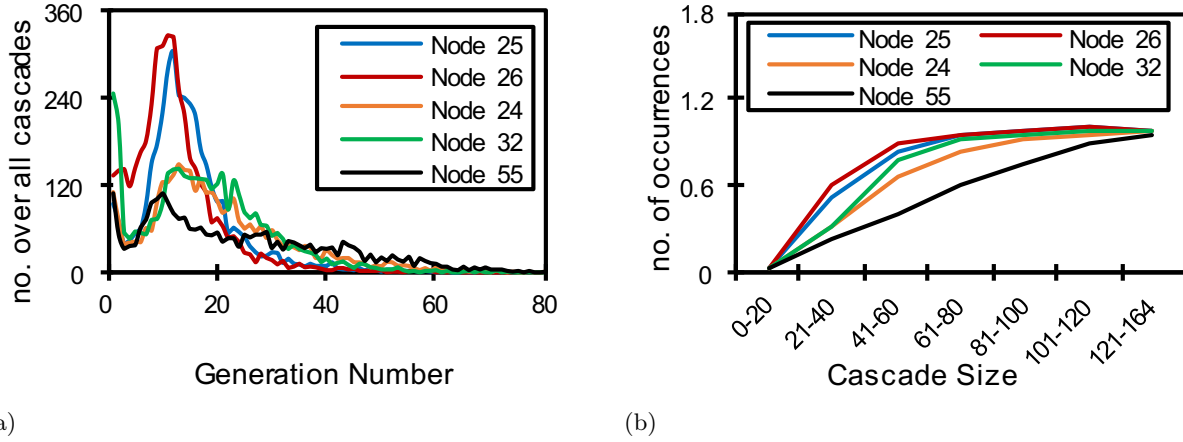 no. over all cascades
360
240
120
0
Node 25
Node 26
Node 24
Node 32
Node 55
0
20
40
60
80
Generation Number
a)
no. of occurrences
1.8
1.2
0.6
0
Node 25
Node 26
Node 24
Node 32
Node 55
0-20
21-40
41-60
61-80
81-100
101-120
121-164
Cascade Size
(b)